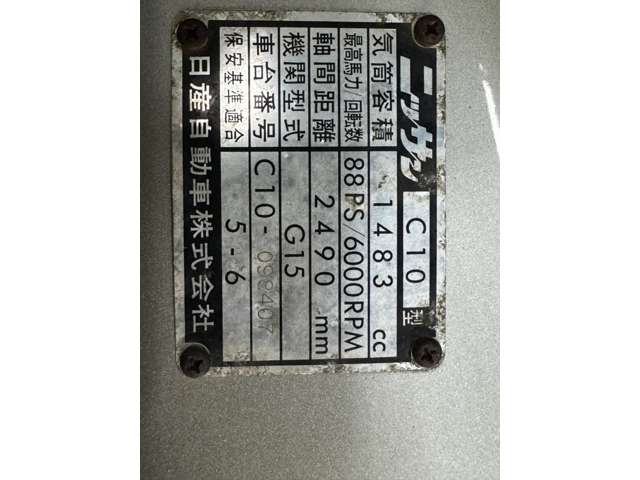 ニッサン C10 型
気筒容積 1483 cc
最高馬力/回転数 88PS/6000RPM
軸間距離 2490 mm
機関型式 G15
車台番号 C10-098407
保安基準適合 5-6
日産自動車株式会社